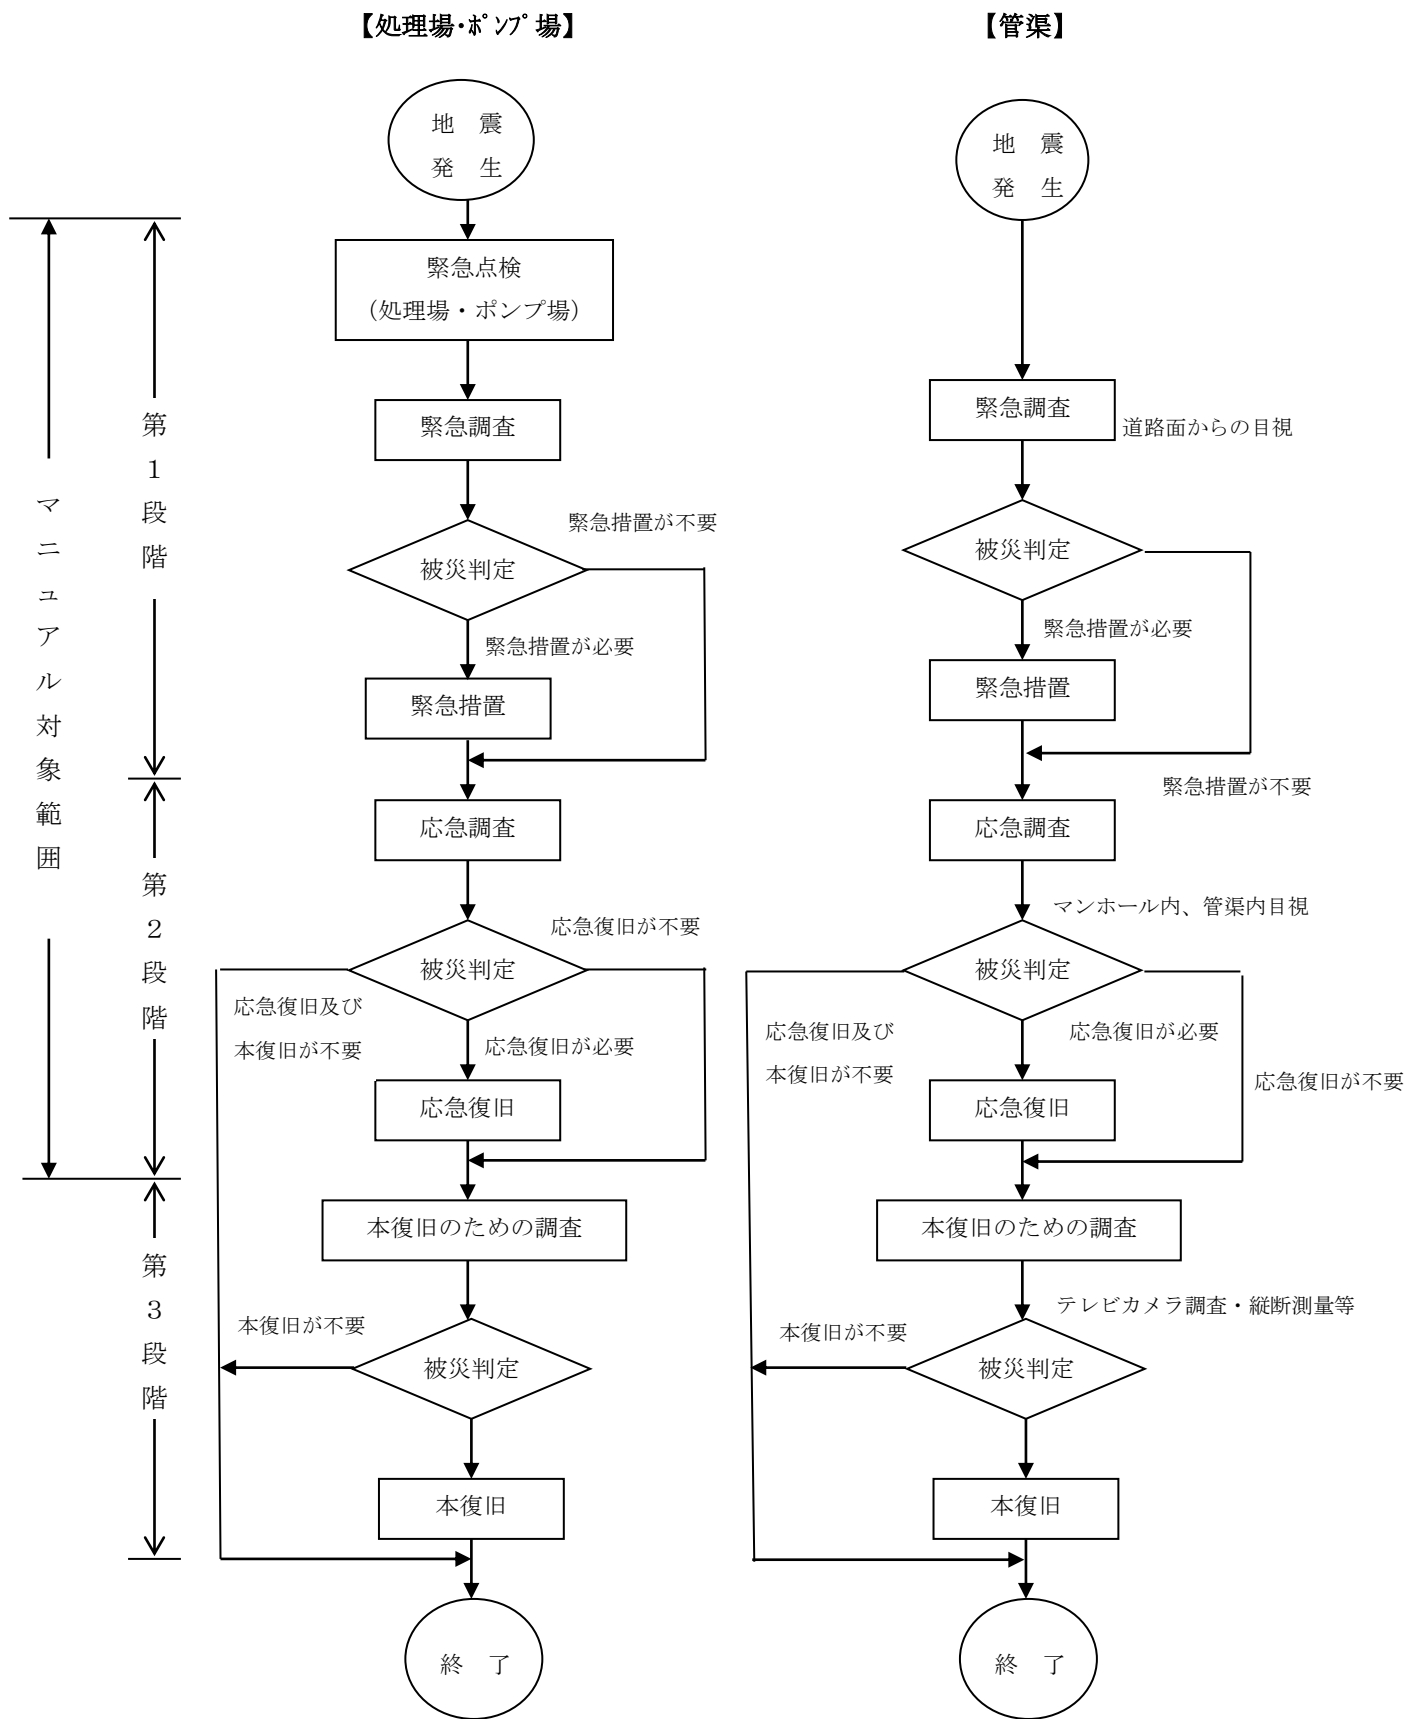 【処理場・ﾎﾟﾝﾌﾟ場】
地 震
発 生
緊急点検
（処理場・ポンプ場）
緊急調査
緊急措置が不要
被災判定
緊急措置が必要
緊急措置
応急調査
応急復旧が不要
被災判定
応急復旧及び
本復旧が不要
応急復旧が必要
応急復旧
本復旧のための調査
本復旧が不要
被災判定
本復旧
終 了
【管渠】
地 震
発 生
緊急調査
道路面からの目視
被災判定
緊急措置が必要
緊急措置
緊急措置が不要
応急調査
マンホール内、管渠内目視
被災判定
応急復旧及び
本復旧が不要
応急復旧が必要
応急復旧が不要
応急復旧
本復旧のための調査
テレビカメラ調査・縦断測量等
本復旧が不要
被災判定
本復旧
終 了
マニュアル対象範囲
第１段階
第２段階
第３段階